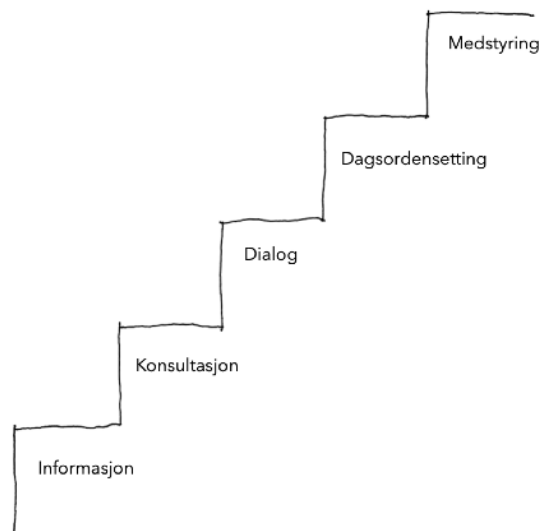 Medstyring
Dagsordensetting
Dialog
Konsultasjon
Informasjon